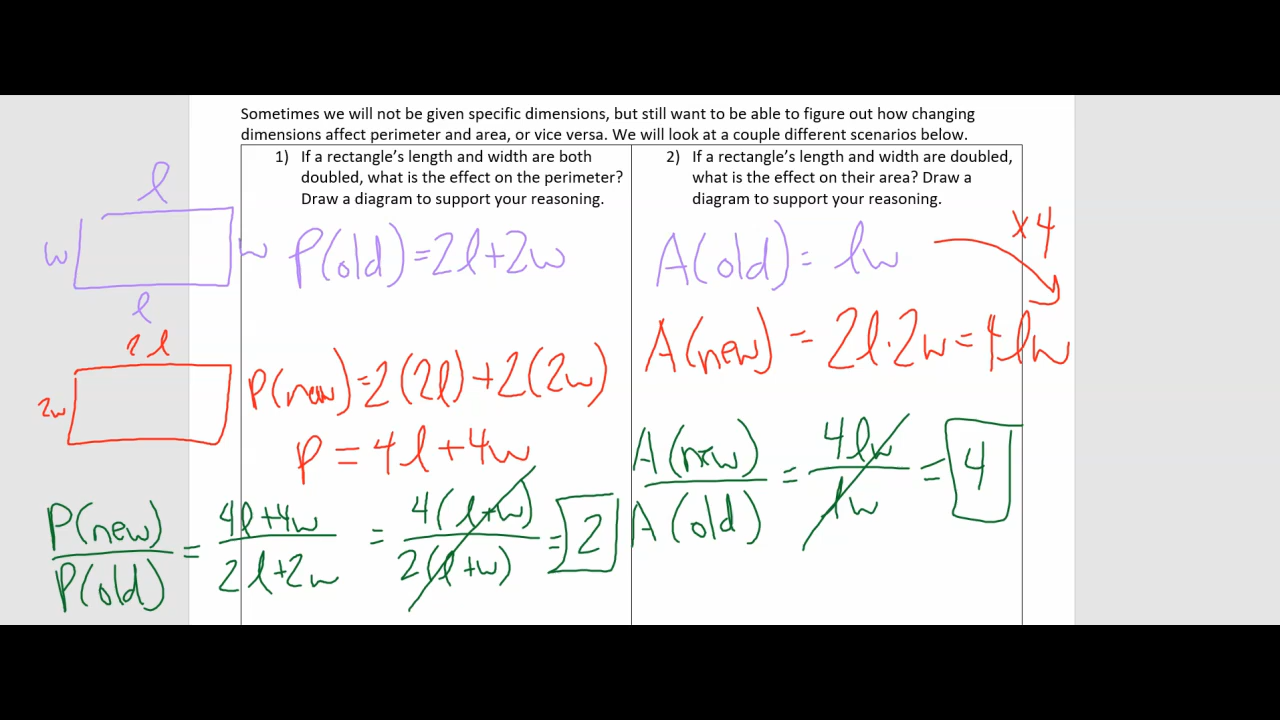 Sometimes we will not be given specific dimensions, but still want to be able to figure out how changing
dimensions affect perimeter and area, or vice versa. We will look at a couple different scenarios below.
1) If a rectangle's length and width are both
doubled, what is the effect on the perimeter?
Draw a diagram to support your reasoning.
l
w
w
l
P(old)=2l+2w
2l
2w
P(new)=2(2l)+2(2w)
P = 4l+4w
P(new)/P(old) = (4l+4w)/(2l+2w) = 4(l+w)/2(l+w) = 2
2) If a rectangle's length and width are doubled,
what is the effect on their area? Draw a
diagram to support your reasoning.
A(old)= lw
x4
A(new) = 2l·2w=4lw
A(new)/A(old) = 4lw/lw = 4